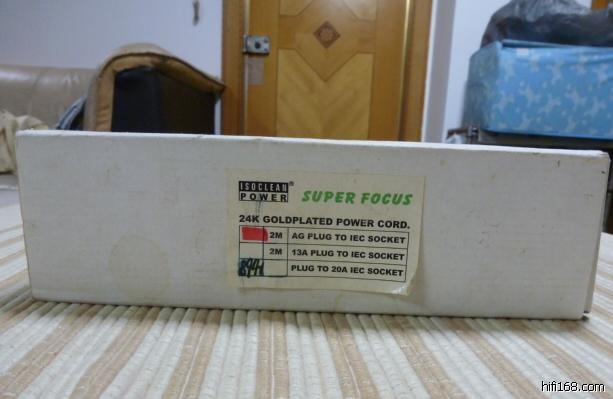 ISOCLEAN®
POWER
SUPER FOCUS
24K GOLDPLATED POWER CORD.
2M AG PLUG TO IEC SOCKET
2M 13A PLUG TO IEC SOCKET
PLUG TO 20A IEC SOCKET
hifi168.com